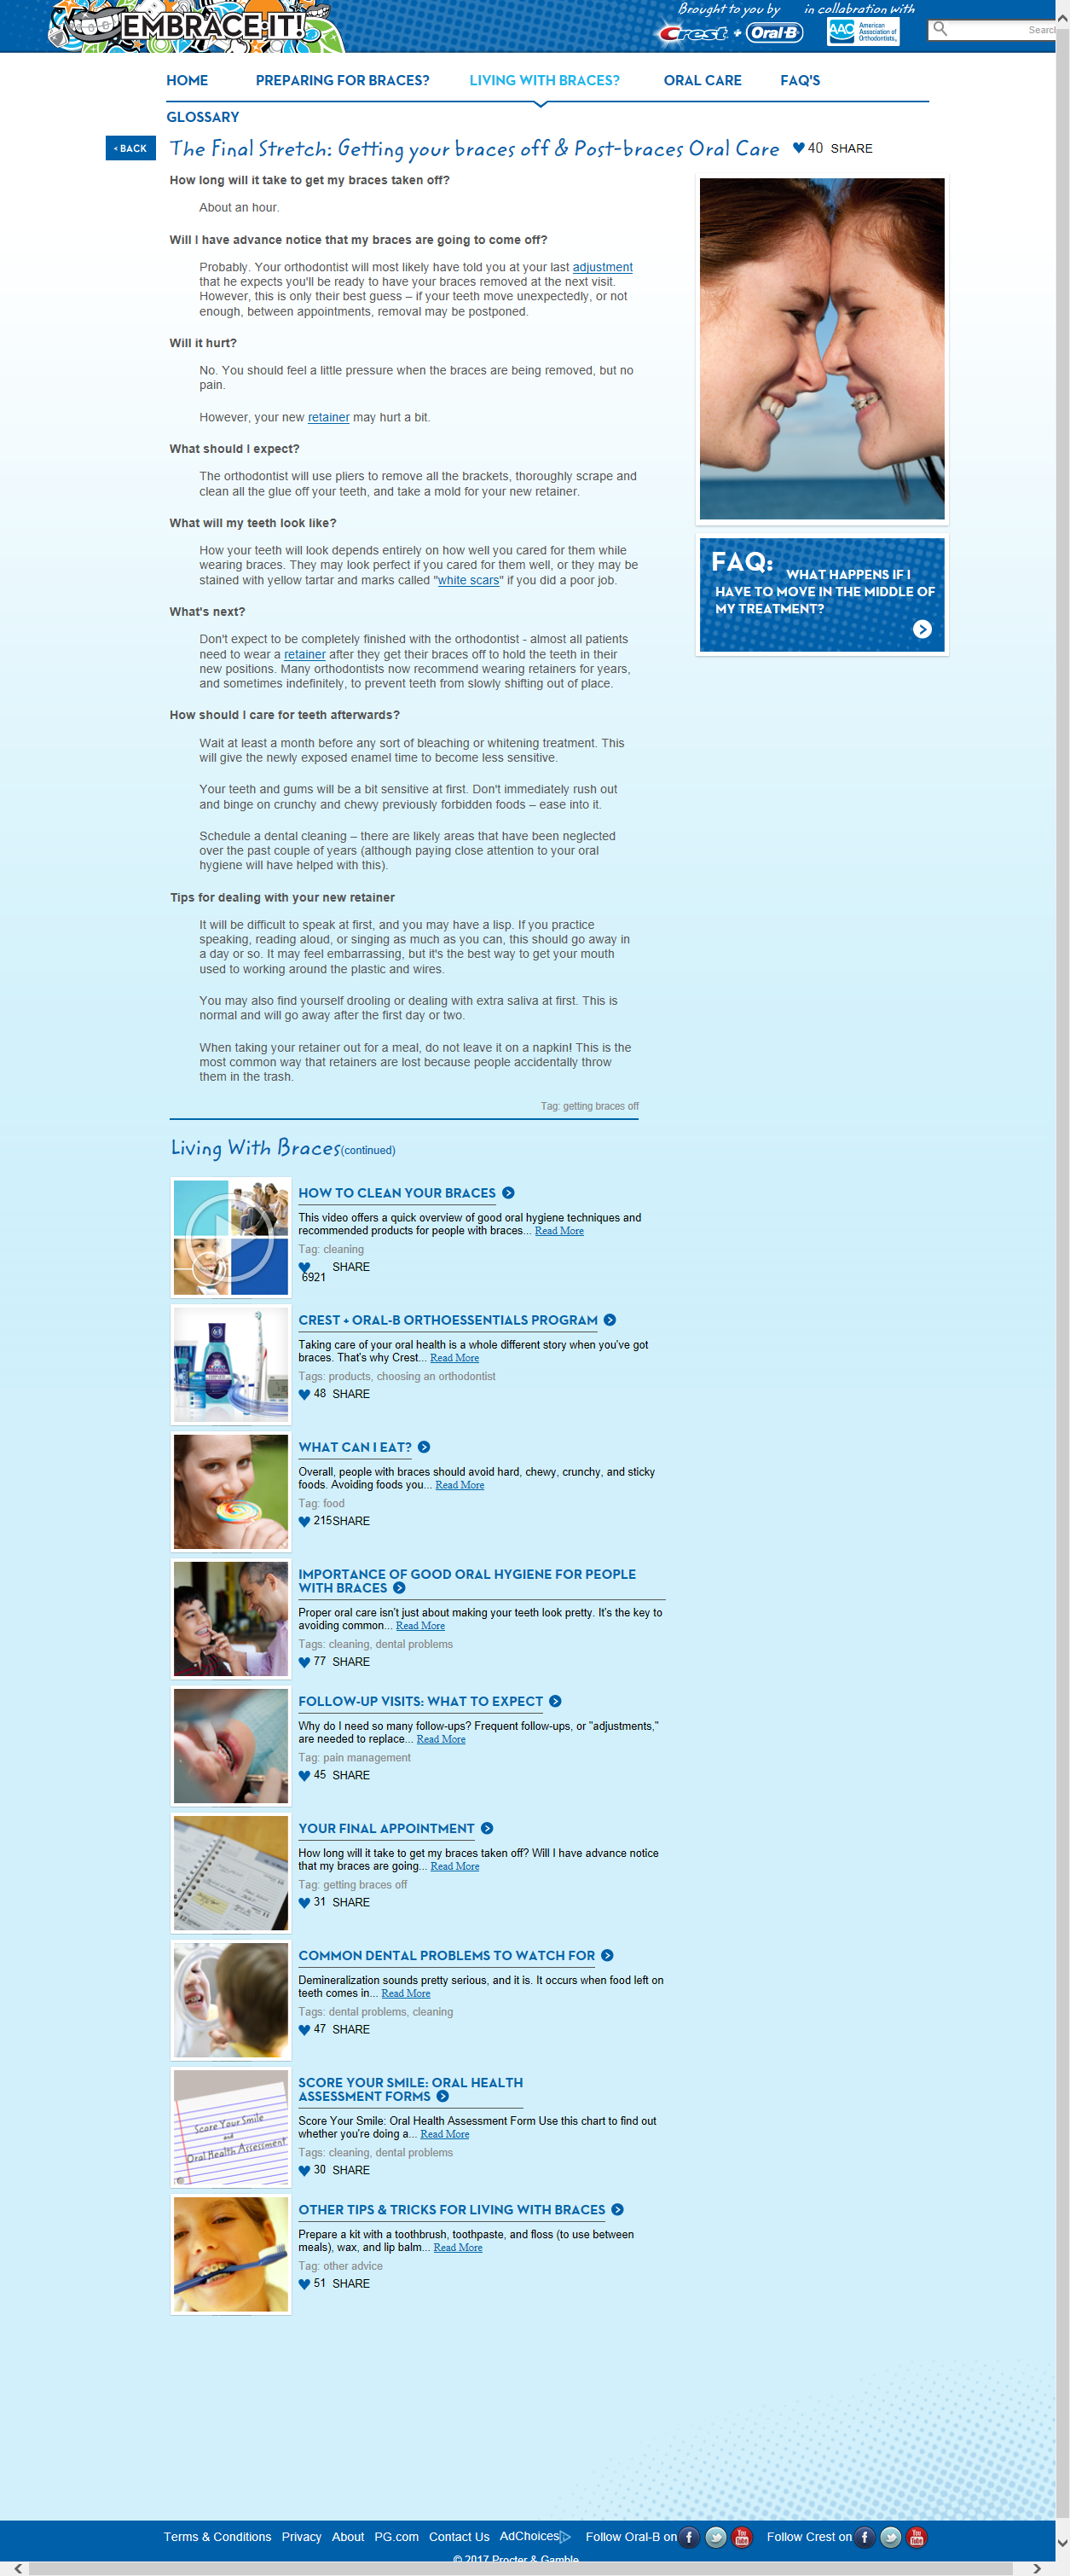 EMBRACE·IT!
Brought to you by in collabration with
Crest + Oral-B AAO American Association of Orthodontists.
HOME PREPARING FOR BRACES? LIVING WITH BRACES? ORAL CARE FAQ'S
GLOSSARY
< BACK The Final Stretch: Getting your braces off & Post-braces Oral Care 40 SHARE
How long will it take to get my braces taken off?
About an hour.
Will I have advance notice that my braces are going to come off?
Probably. Your orthodontist will most likely have told you at your last adjustment
that he expects you'll be ready to have your braces removed at the next visit.
However, this is only their best guess – if your teeth move unexpectedly, or not
enough, between appointments, removal may be postponed.
Will it hurt?
No. You should feel a little pressure when the braces are being removed, but no
pain.
However, your new retainer may hurt a bit.
What should I expect?
The orthodontist will use pliers to remove all the brackets, thoroughly scrape and
clean all the glue off your teeth, and take a mold for your new retainer.
What will my teeth look like?
How your teeth will look depends entirely on how well you cared for them while
wearing braces. They may look perfect if you cared for them well, or they may be
stained with yellow tartar and marks called "white scars" if you did a poor job.
What's next?
Don't expect to be completely finished with the orthodontist - almost all patients
need to wear a retainer after they get their braces off to hold the teeth in their
new positions. Many orthodontists now recommend wearing retainers for years,
and sometimes indefinitely, to prevent teeth from slowly shifting out of place.
How should I care for teeth afterwards?
Wait at least a month before any sort of bleaching or whitening treatment. This
will give the newly exposed enamel time to become less sensitive.
Your teeth and gums will be a bit sensitive at first. Don't immediately rush out
and binge on crunchy and chewy previously forbidden foods – ease into it.
Schedule a dental cleaning – there are likely areas that have been neglected
over the past couple of years (although paying close attention to your oral
hygiene will have helped with this).
Tips for dealing with your new retainer
It will be difficult to speak at first, and you may have a lisp. If you practice
speaking, reading aloud, or singing as much as you can, this should go away in
a day or so. It may feel embarrassing, but it's the best way to get your mouth
used to working around the plastic and wires.
You may also find yourself drooling or dealing with extra saliva at first. This is
normal and will go away after the first day or two.
When taking your retainer out for a meal, do not leave it on a napkin! This is the
most common way that retainers are lost because people accidentally throw
them in the trash.
Tag: getting braces off
FAQ: WHAT HAPPENS IF I
HAVE TO MOVE IN THE MIDDLE OF
MY TREATMENT?
Living With Braces(continued)
HOW TO CLEAN YOUR BRACES
This video offers a quick overview of good oral hygiene techniques and
recommended products for people with braces... Read More
Tag: cleaning
SHARE
6921
CREST + ORAL-B ORTHOESSENTIALS PROGRAM
Taking care of your oral health is a whole different story when you've got
braces. That's why Crest... Read More
Tags: products, choosing an orthodontist
48 SHARE
WHAT CAN I EAT?
Overall, people with braces should avoid hard, chewy, crunchy, and sticky
foods. Avoiding foods you... Read More
Tag: food
215SHARE
IMPORTANCE OF GOOD ORAL HYGIENE FOR PEOPLE
WITH BRACES
Proper oral care isn't just about making your teeth look pretty. It's the key to
avoiding common... Read More
Tags: cleaning, dental problems
77 SHARE
FOLLOW-UP VISITS: WHAT TO EXPECT
Why do I need so many follow-ups? Frequent follow-ups, or "adjustments,"
are needed to replace... Read More
Tag: pain management
45 SHARE
YOUR FINAL APPOINTMENT
How long will it take to get my braces taken off? Will I have advance notice
that my braces are going... Read More
Tag: getting braces off
31 SHARE
COMMON DENTAL PROBLEMS TO WATCH FOR
Demineralization sounds pretty serious, and it is. It occurs when food left on
teeth comes in... Read More
Tags: dental problems, cleaning
47 SHARE
Score Your Smile
and
Oral Health Assessment
SCORE YOUR SMILE: ORAL HEALTH
ASSESSMENT FORMS
Score Your Smile: Oral Health Assessment Form Use this chart to find out
whether you're doing a... Read More
Tags: cleaning, dental problems
30 SHARE
OTHER TIPS & TRICKS FOR LIVING WITH BRACES
Prepare a kit with a toothbrush, toothpaste, and floss (to use between
meals), wax, and lip balm... Read More
Tag: other advice
51 SHARE
Terms & Conditions Privacy About PG.com Contact Us AdChoices Follow Oral-B on Follow Crest on
© 2017 Procter & Gamble